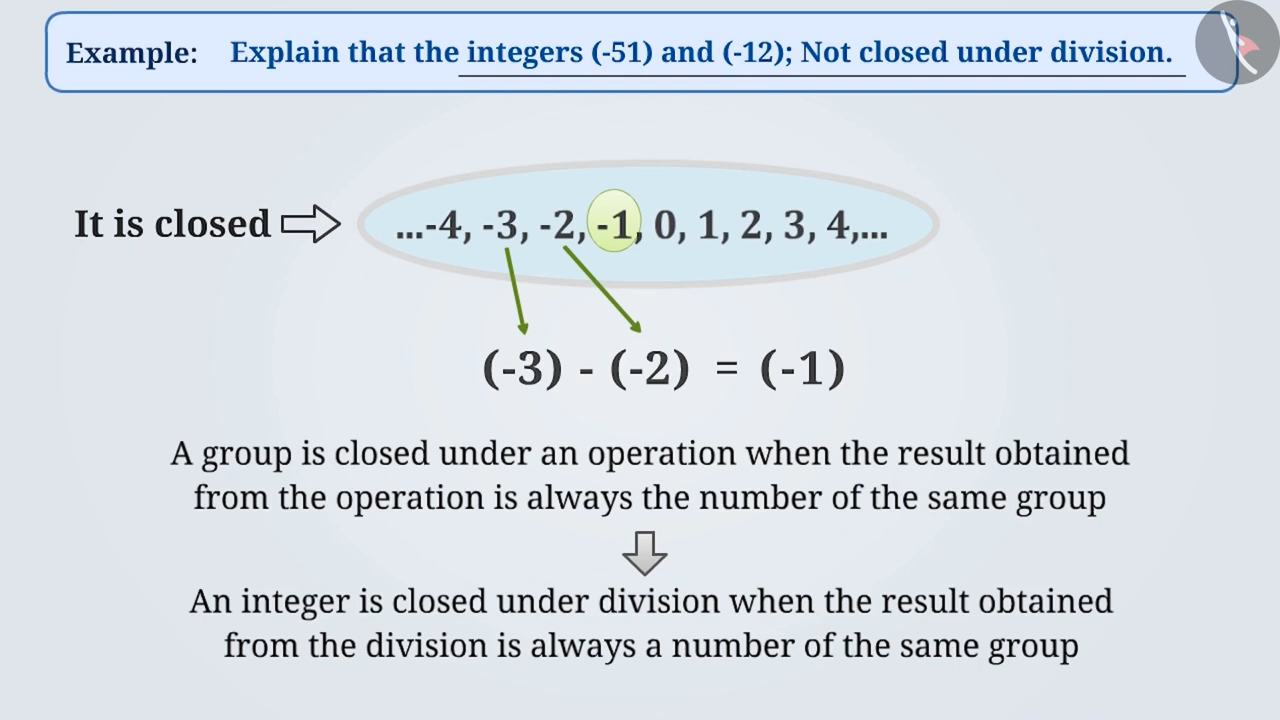 Example: Explain that the integers (-51) and (-12); Not closed under division.
It is closed
...-4, -3, -2, -1, 0, 1, 2, 3, 4,...
(-3) - (-2) = (-1)
A group is closed under an operation when the result obtained
from the operation is always the number of the same group
An integer is closed under division when the result obtained
from the division is always a number of the same group